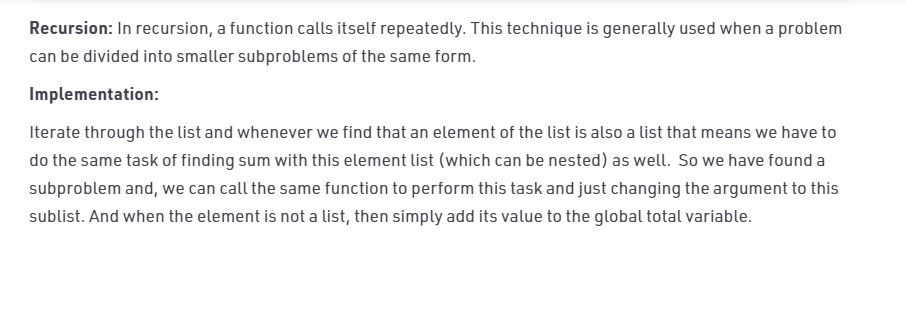 Recursion: In recursion, a function calls itself repeatedly. This technique is generally used when a problem
can be divided into smaller subproblems of the same form.
Implementation:
Iterate through the list and whenever we find that an element of the list is also a list that means we have to
do the same task of finding sum with this element list (which can be nested) as well.  So we have found a
subproblem and, we can call the same function to perform this task and just changing the argument to this
sublist. And when the element is not a list, then simply add its value to the global total variable.